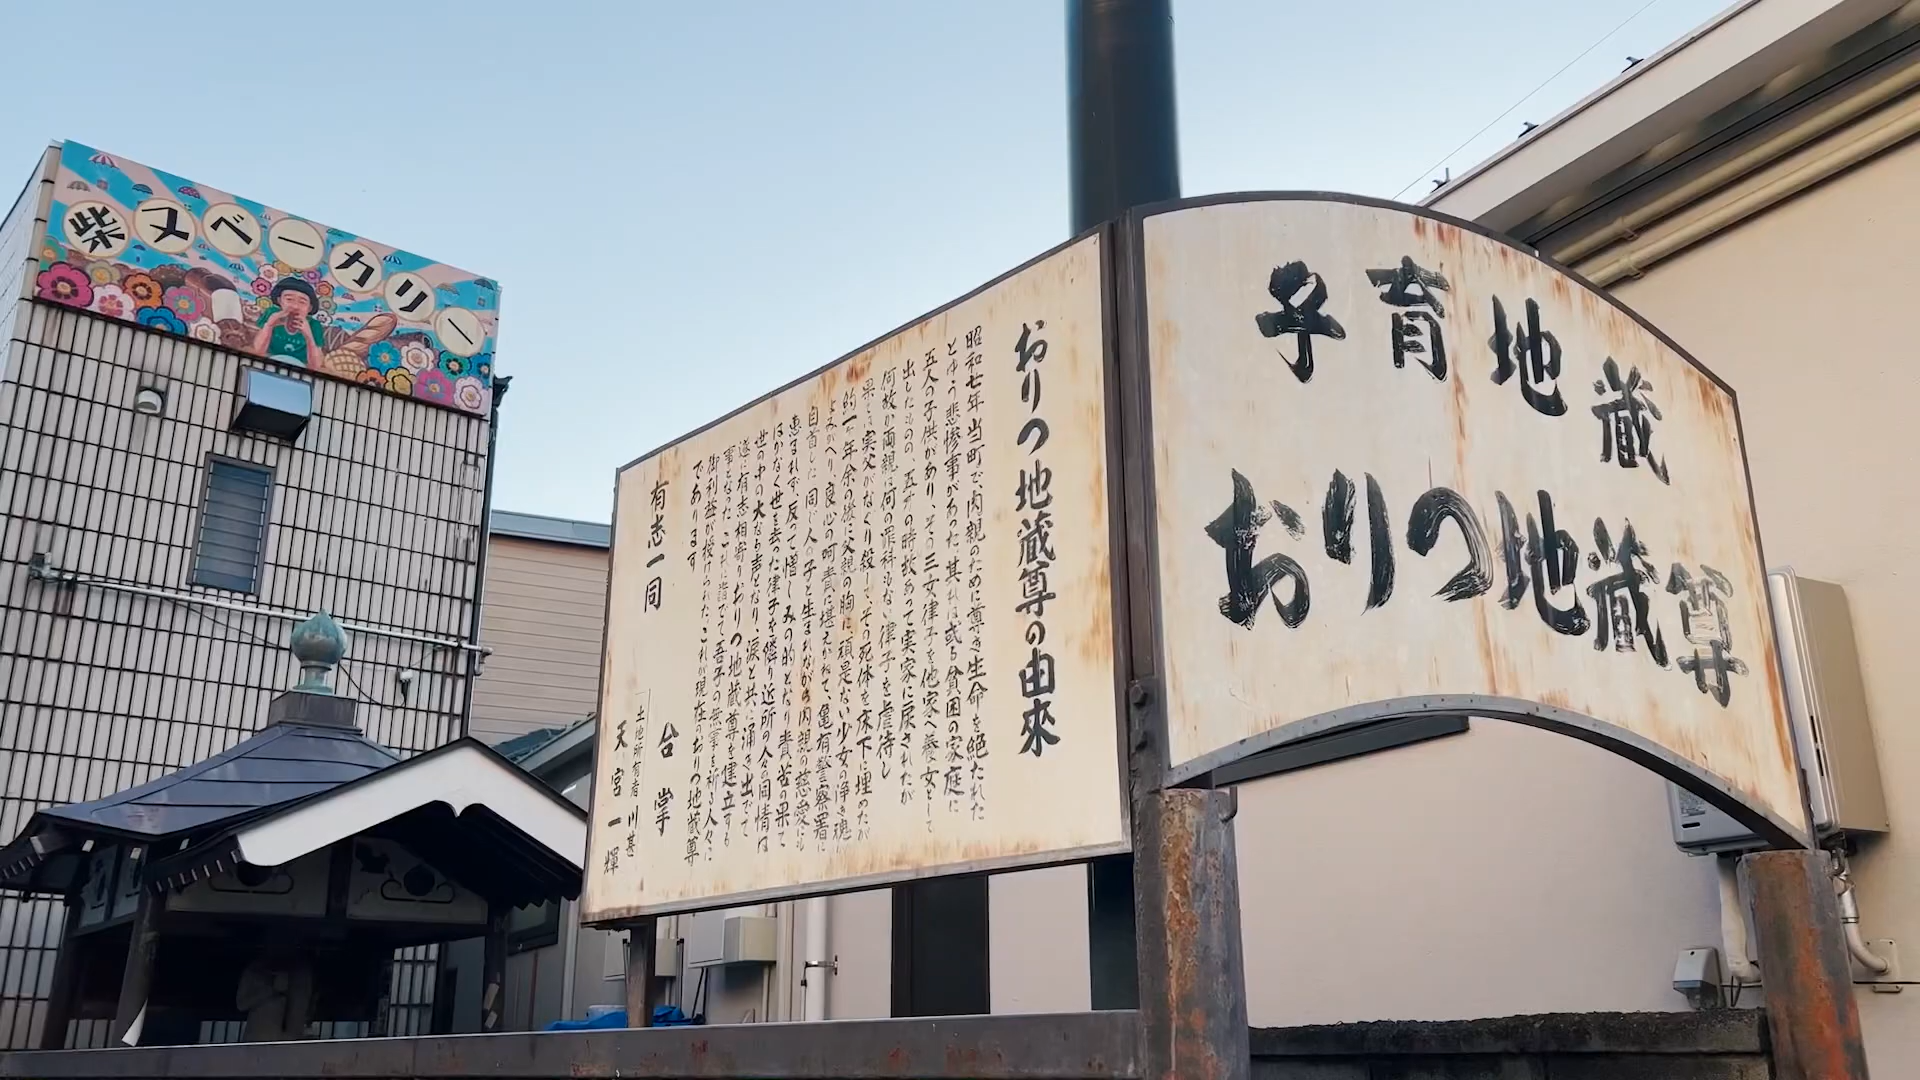 柴又ベーカリー
子育地蔵
おりつ地蔵尊
おりつ地蔵尊の由來
昭和七年当町で、肉親のために尊き生命を絶たれた
とゆう悲惨事があった、其れは或る貧困の家庭に
五人の子供があり、その三女律子を他家へ養女として
出したものの、五才の時故あって実家に戻されたが
何故か両親は何の罪科もない律子を虐待し
果ては実父がなぐり殺して、その死体を床下に埋めたが
約一ヶ年余の後に父親の胸に、頑是ない少女の浄き魂が
よみがへり良心の呵責に堪えかねて、亀有警察署に
自首した、同じ人の子と生まれながら肉親の慈愛にも
恵まれず、反って憎しみの的となり責苦の果て
はかなく世を去った律子を憐り近所の人々の同情は
世の中の大なる声となり、涙と共に涌き出でて
遂に有志相寄りおりつ地蔵尊を建立する
事となった、これに詣でて吾子の無事を祈る人々に
御利益が授けられた、これが現在のおりつ地蔵尊
であります
有志一同
台掌
土地所有者 川甚
天宮一輝